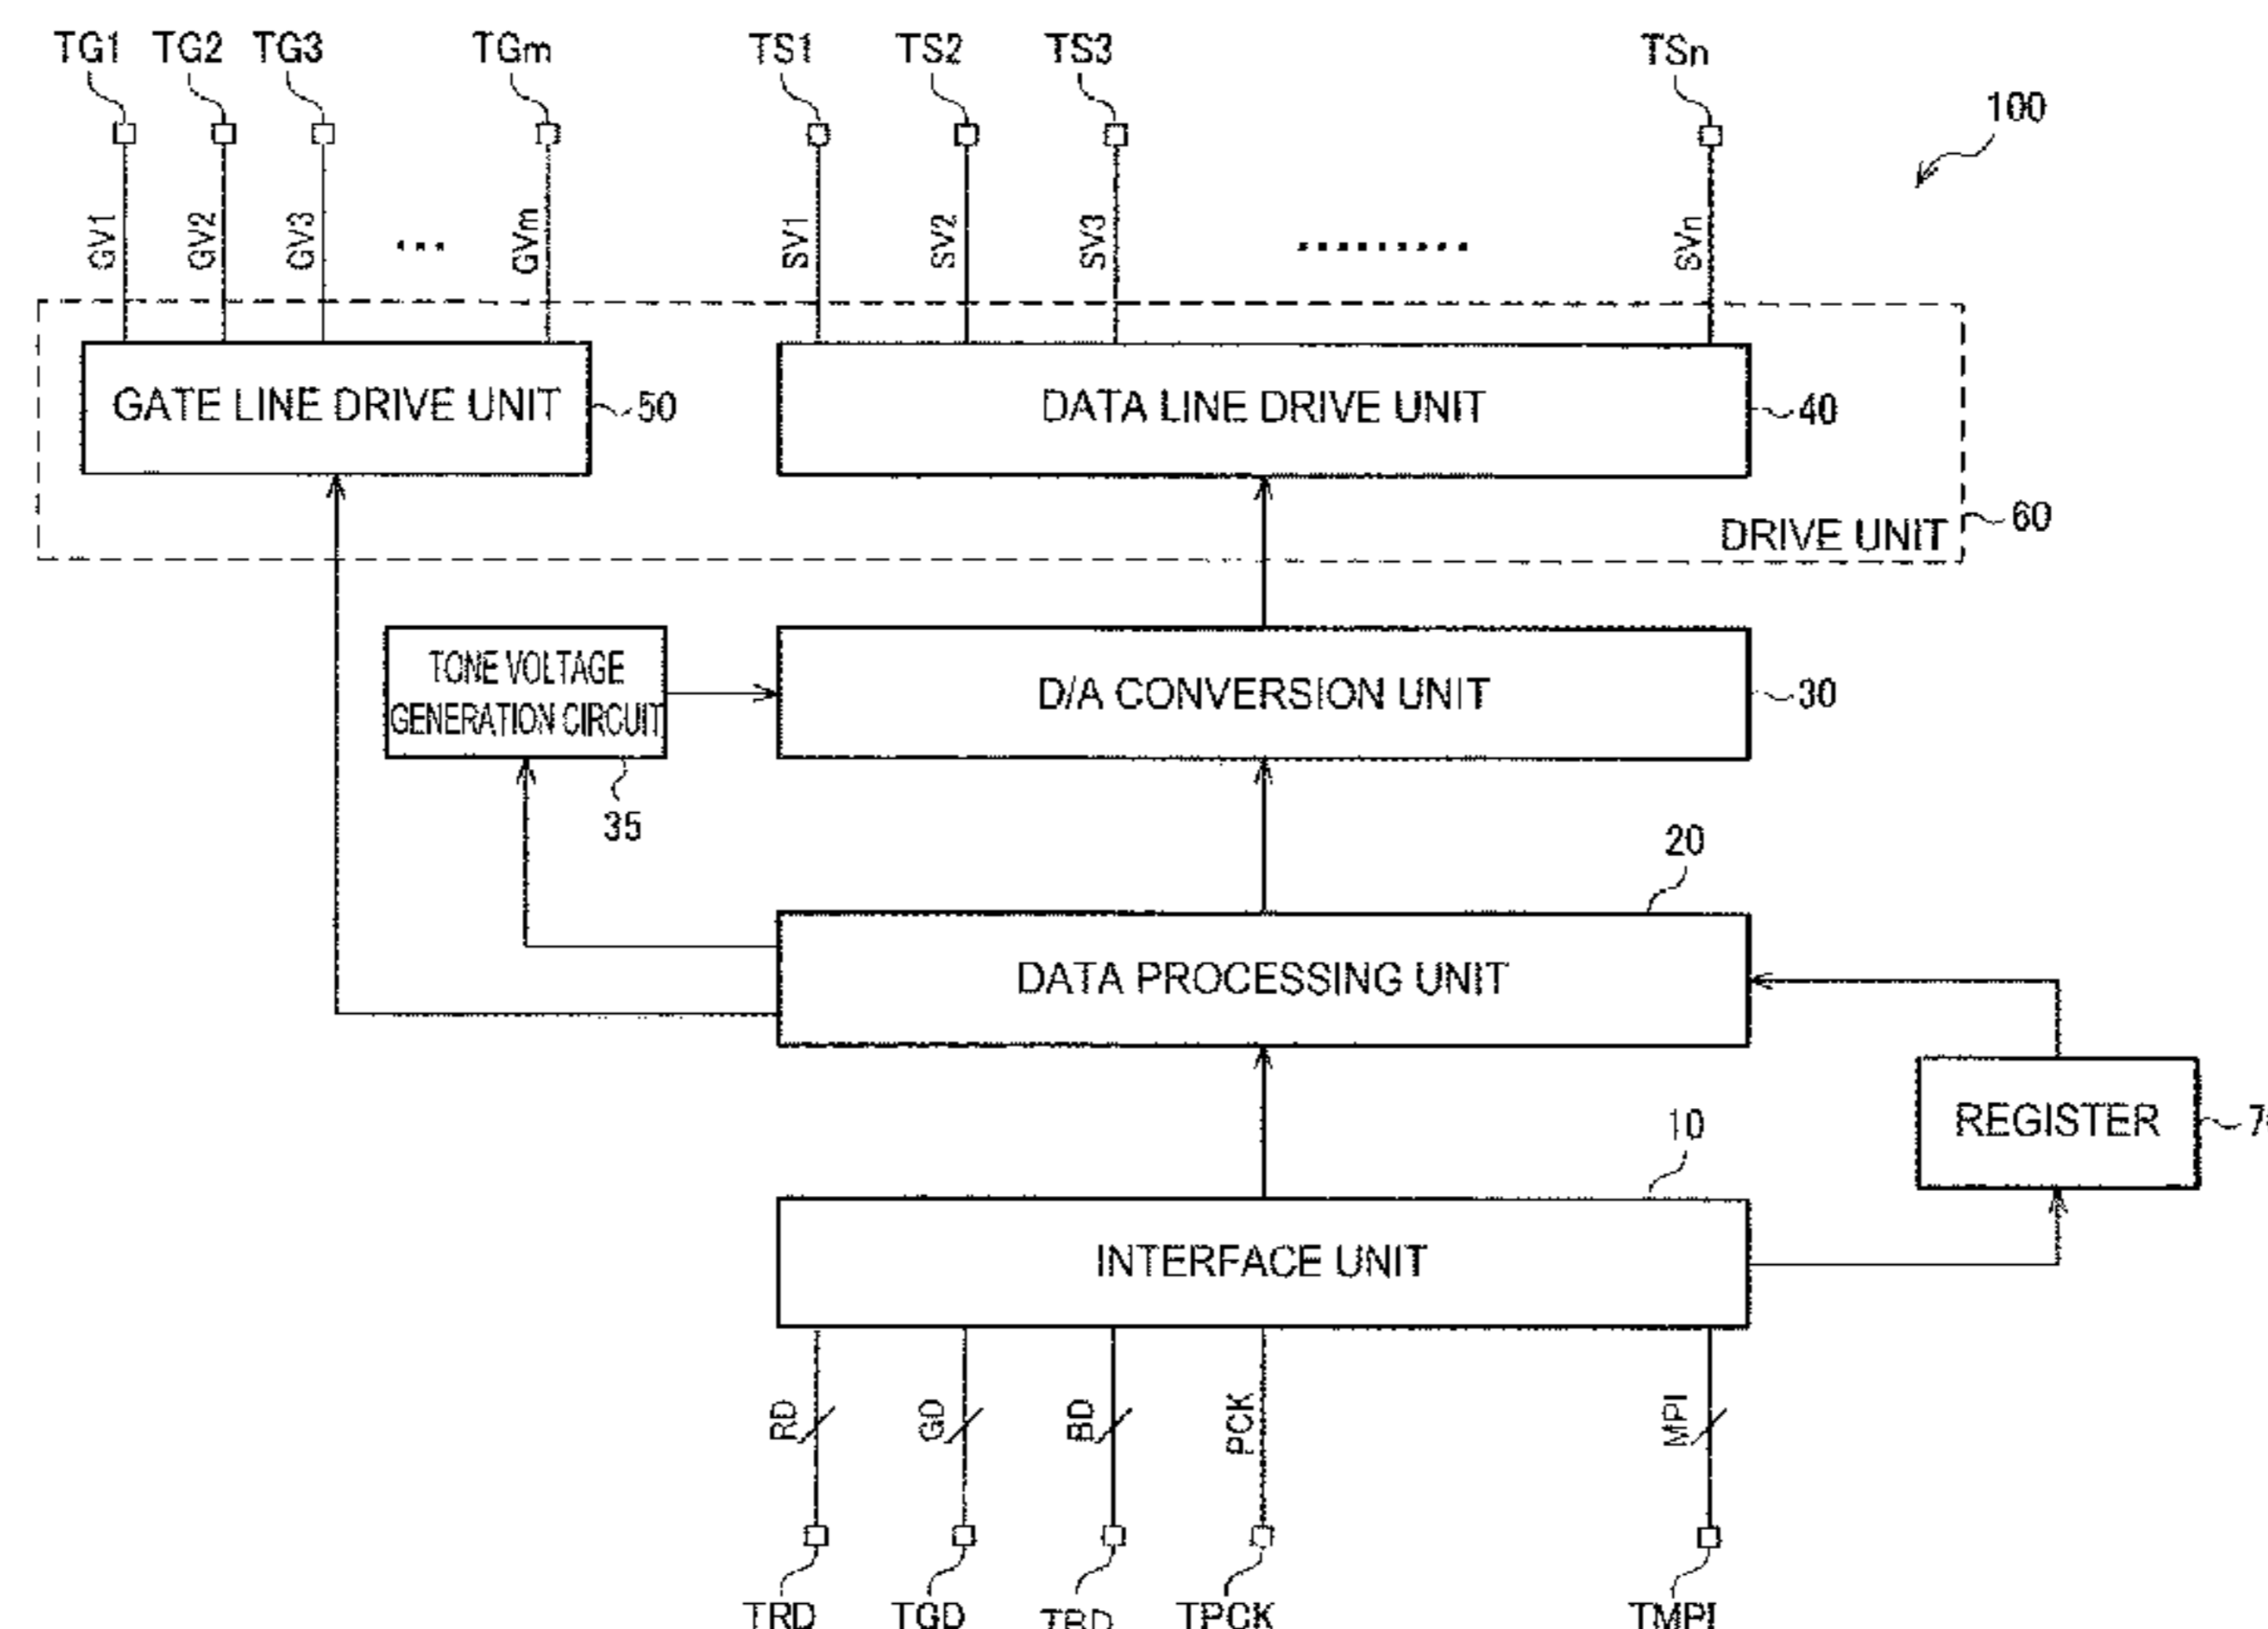 TG1 TG2 TG3 TGm TS1 TS2 TS3 TSn
100
GV1 GV2 GV3 ... GVm SV1 SV2 SV3 ......... SVn
GATE LINE DRIVE UNIT 50
DATA LINE DRIVE UNIT 40
DRIVE UNIT 60
TONE VOLTAGE
GENERATION CIRCUIT
35
D/A CONVERSION UNIT 30
20
DATA PROCESSING UNIT
REGISTER
10
INTERFACE UNIT
RD GD BD PCK MPI
TRD TGD TBD TPCK TMPI